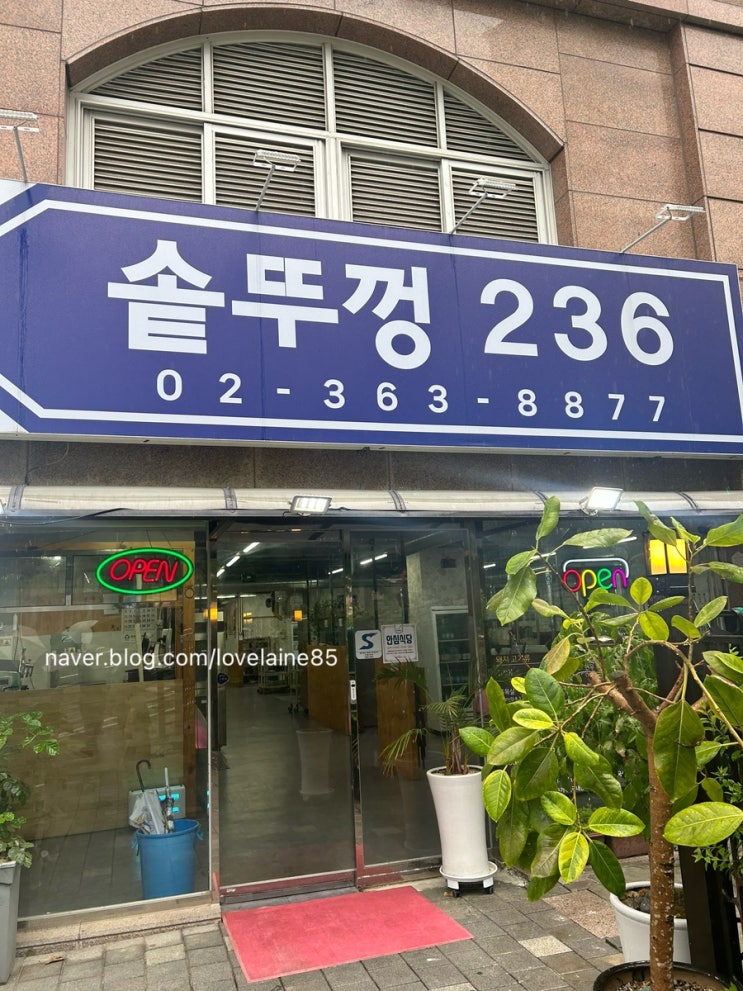 솥뚜껑 236
02-363-8877
OPEN
open
S
안심식당
naver.blog.com/lovelaine85